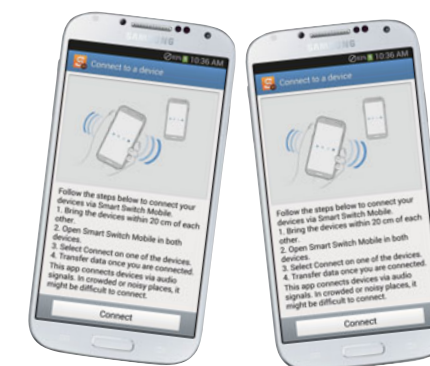 SAMSUNG
10:36 AM
Connect to a device
Follow the steps below to connect your
devices via Smart Switch Mobile.
1. Bring the devices within 20 cm of each
other.
2. Open Smart Switch Mobile in both
devices.
3. Select Connect on one of the devices.
4. Transfer data once you are connected.
This app connects devices via audio
signals. In crowded or noisy places, it
might be difficult to connect.
Connect
SAMSUNG
10:36 AM
Connect to a device
Follow the steps below to connect your
devices via Smart Switch Mobile.
1. Bring the devices within 20 cm of each
other.
2. Open Smart Switch Mobile in both
devices.
3. Select Connect on one of the devices.
4. Transfer data once you are connected.
This app connects devices via audio
signals. In crowded or noisy places, it
might be difficult to connect.
Connect